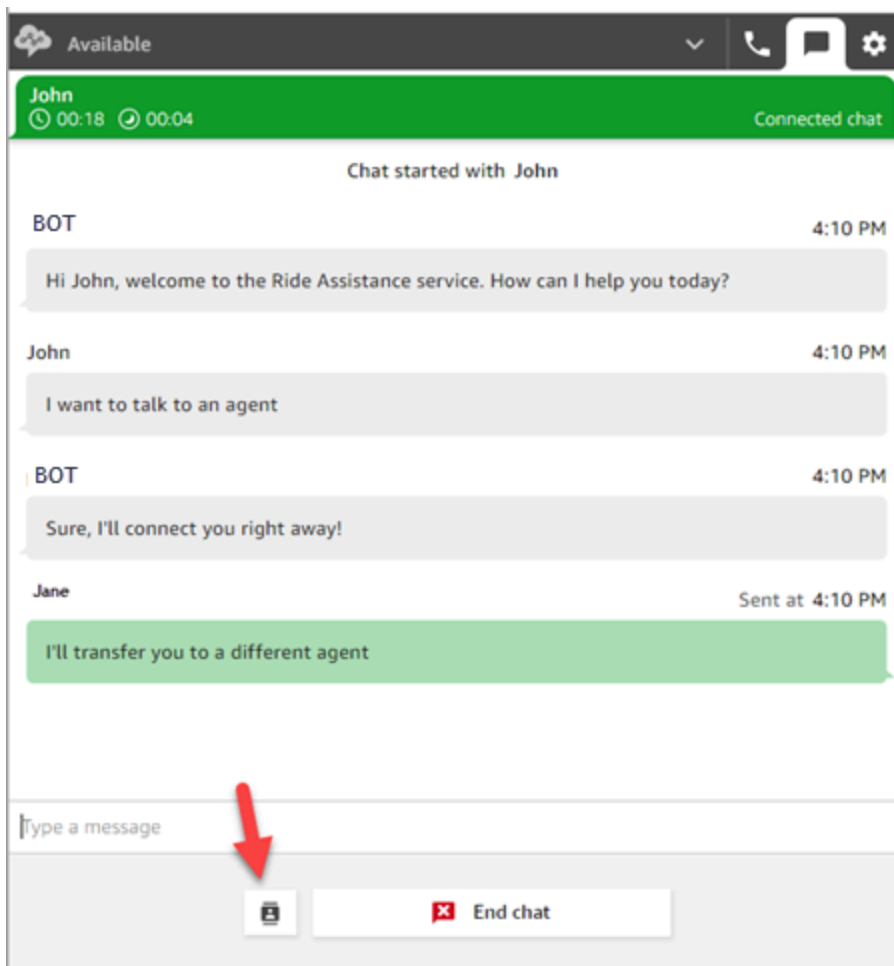 Available
John
00:18 00:04
Connected chat
Chat started with John
BOT 4:10 PM
Hi John, welcome to the Ride Assistance service. How can I help you today?
John 4:10 PM
I want to talk to an agent
BOT 4:10 PM
Sure, I'll connect you right away!
Jane Sent at 4:10 PM
I'll transfer you to a different agent
Type a message
End chat